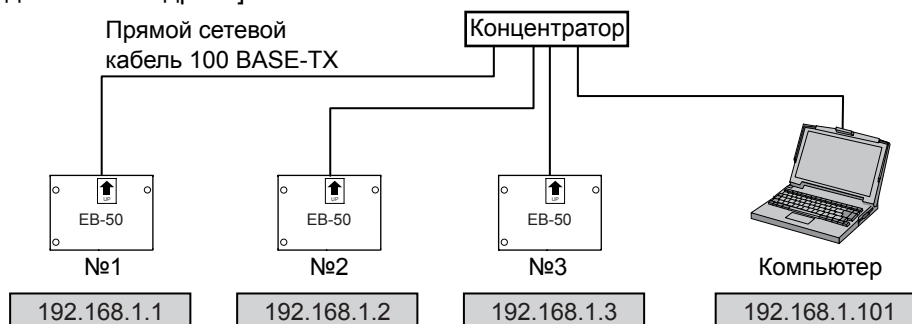 Прямой сетевой
кабель 100 BASE-TX
Концентратор
UP
EB-50
UP
EB-50
UP
EB-50
№1
№2
№3
Компьютер
192.168.1.1
192.168.1.2
192.168.1.3
192.168.1.101